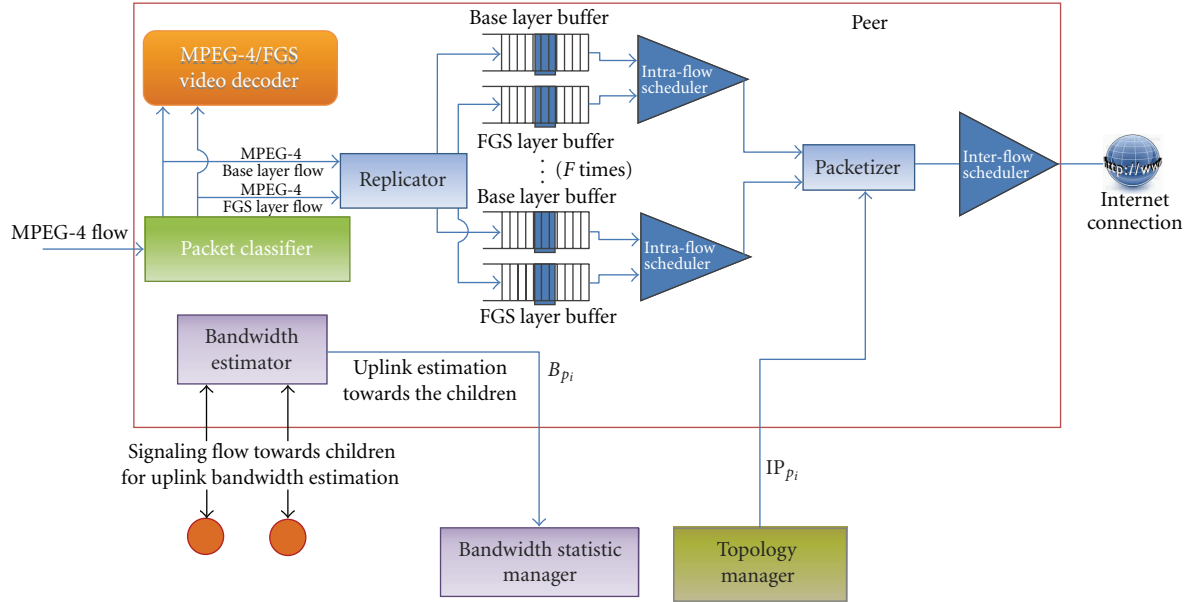 Base layer buffer
Peer
MPEG-4/FGS
video decoder
Intra-flow
scheduler
FGS layer buffer
MPEG-4
Base layer flow
MPEG-4
FGS layer flow
Replicator
(F times)
Base layer buffer
Packetizer
Inter-flow
scheduler
http://ww
Internet
connection
MPEG-4 flow
Packet classifier
Intra-flow
scheduler
FGS layer buffer
Bandwidth
estimator
Uplink estimation
towards the children
B_{p_i}
Signaling flow towards children
for uplink bandwidth estimation
IP_{p_i}
Bandwidth statistic
manager
Topology
manager